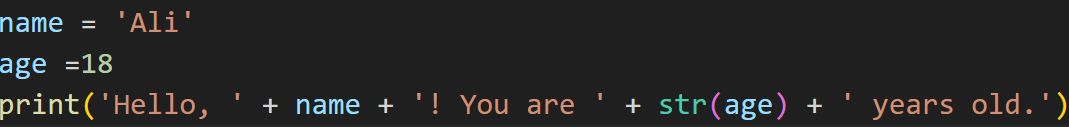 name = 'Ali'
age =18
print('Hello, ' + name + '! You are ' + str(age) + ' years old.')